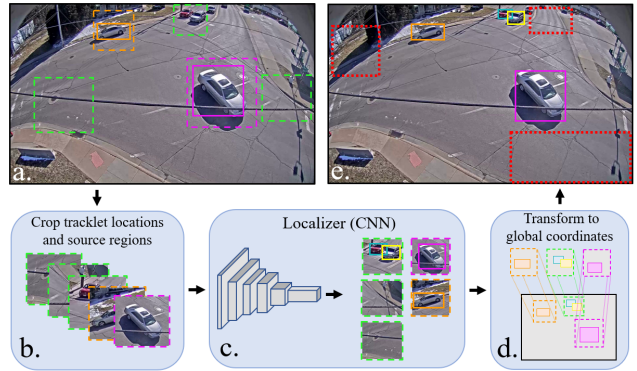 a.
e.
Crop tracklet locations
and source regions
b.
Localizer (CNN)
c.
Transform to
global coordinates
d.